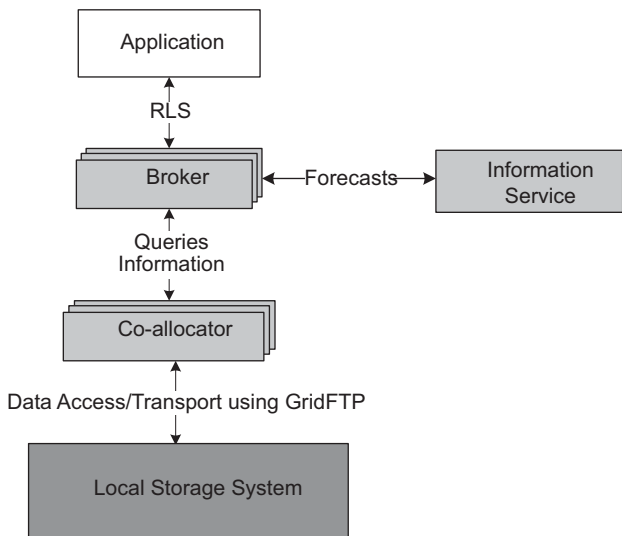 Application
RLS
Broker
Forecasts
Information
Service
Queries
Information
Co-allocator
Data Access/Transport using GridFTP
Local Storage System